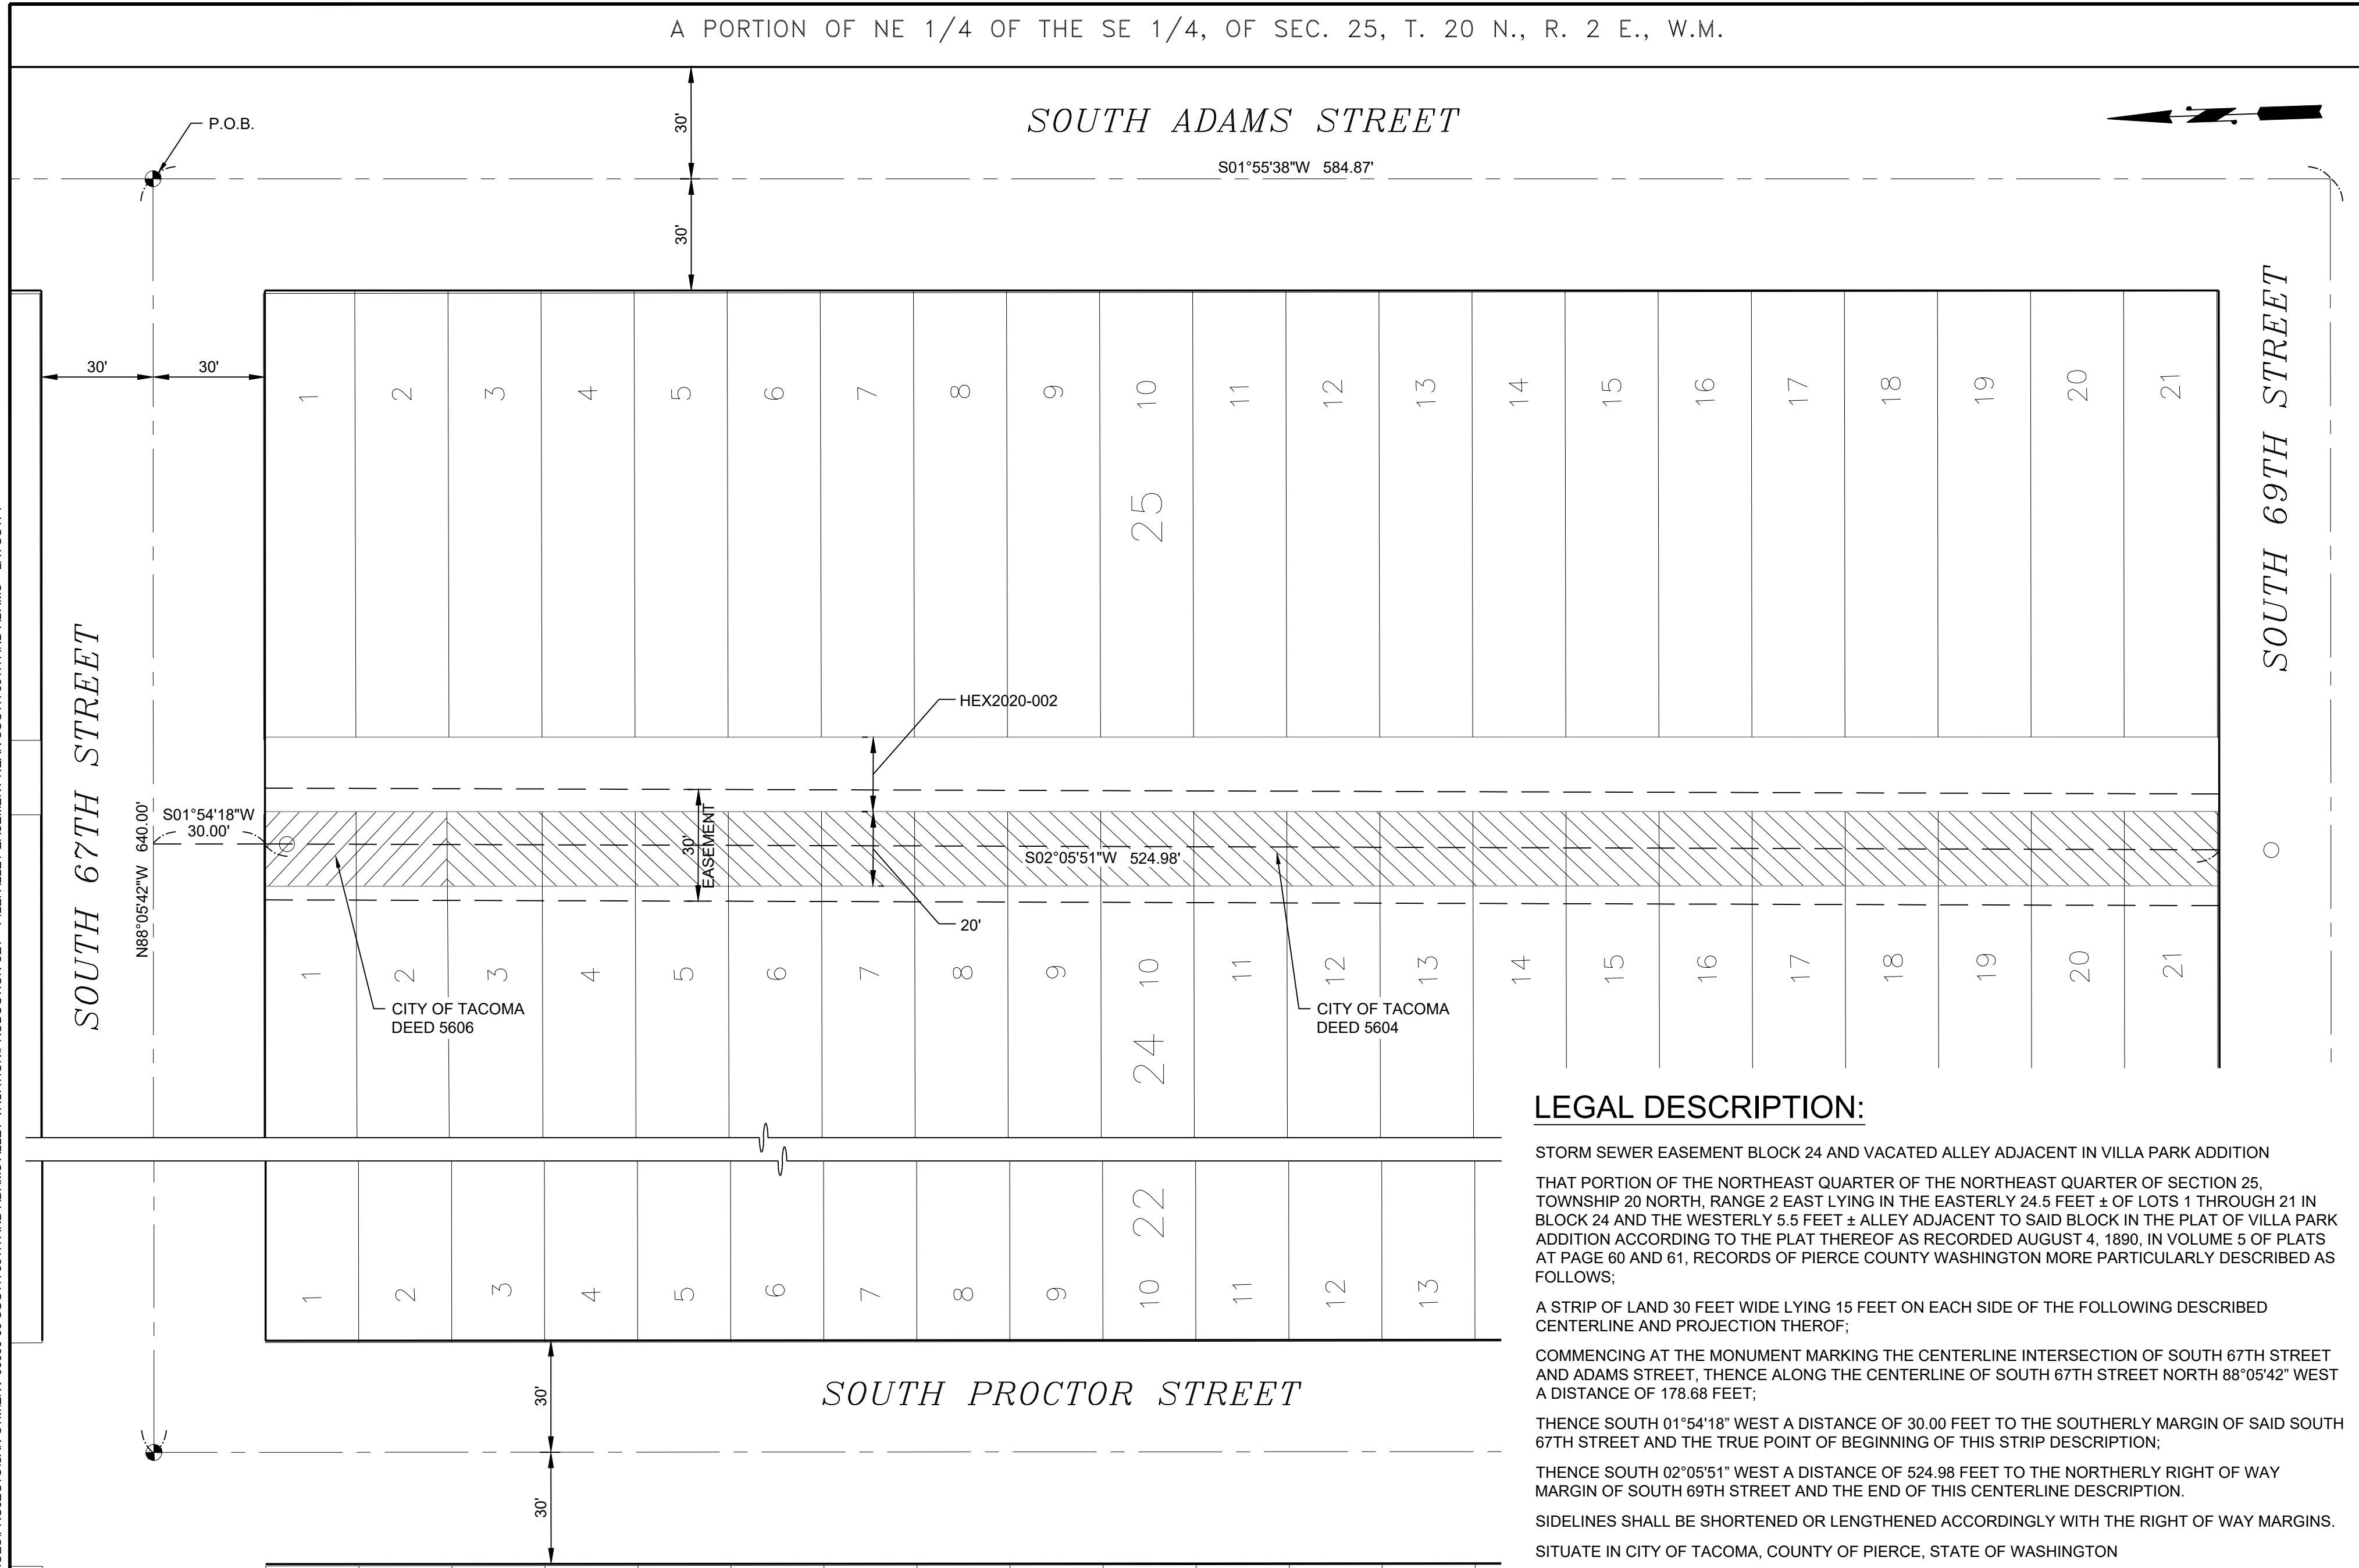 A PORTION OF NE 1/4 OF THE SE 1/4, OF SEC. 25, T. 20 N., R. 2 E., W.M.
30'
SOUTH ADAMS STREET
P.O.B.
S01°55'38"W 584.87'
30'
30'
30'
1
2
3
4
5
6
7
8
9
10
11
12
13
14
15
16
17
18
19
20
21
SOUTH 69TH STREET
25
SOUTH 67TH STREET
HEX2020-002
N88°05'42"W 640.00'
S01°54'18"W
30.00'
30'
EASEMENT
S02°05'51"W 524.98'
20'
1
2
3
4
5
6
7
8
9
10
11
12
13
14
15
16
17
18
19
20
21
CITY OF TACOMA
DEED 5606
CITY OF TACOMA
DEED 5604
24
22
1
2
3
4
5
6
7
8
9
10
11
12
13
30'
SOUTH PROCTOR STREET
30'
LEGAL DESCRIPTION:
STORM SEWER EASEMENT BLOCK 24 AND VACATED ALLEY ADJACENT IN VILLA PARK ADDITION
THAT PORTION OF THE NORTHEAST QUARTER OF THE NORTHEAST QUARTER OF SECTION 25,
TOWNSHIP 20 NORTH, RANGE 2 EAST LYING IN THE EASTERLY 24.5 FEET ± OF LOTS 1 THROUGH 21 IN
BLOCK 24 AND THE WESTERLY 5.5 FEET ± ALLEY ADJACENT TO SAID BLOCK IN THE PLAT OF VILLA PARK
ADDITION ACCORDING TO THE PLAT THEREOF AS RECORDED AUGUST 4, 1890, IN VOLUME 5 OF PLATS
AT PAGE 60 AND 61, RECORDS OF PIERCE COUNTY WASHINGTON MORE PARTICULARLY DESCRIBED AS
FOLLOWS;
A STRIP OF LAND 30 FEET WIDE LYING 15 FEET ON EACH SIDE OF THE FOLLOWING DESCRIBED
CENTERLINE AND PROJECTION THEROF;
COMMENCING AT THE MONUMENT MARKING THE CENTERLINE INTERSECTION OF SOUTH 67TH STREET
AND ADAMS STREET, THENCE ALONG THE CENTERLINE OF SOUTH 67TH STREET NORTH 88°05'42" WEST
A DISTANCE OF 178.68 FEET;
THENCE SOUTH 01°54'18" WEST A DISTANCE OF 30.00 FEET TO THE SOUTHERLY MARGIN OF SAID SOUTH
67TH STREET AND THE TRUE POINT OF BEGINNING OF THIS STRIP DESCRIPTION;
THENCE SOUTH 02°05'51" WEST A DISTANCE OF 524.98 FEET TO THE NORTHERLY RIGHT OF WAY
MARGIN OF SOUTH 69TH STREET AND THE END OF THIS CENTERLINE DESCRIPTION.
SIDELINES SHALL BE SHORTENED OR LENGTHENED ACCORDINGLY WITH THE RIGHT OF WAY MARGINS.
SITUATE IN CITY OF TACOMA, COUNTY OF PIERCE, STATE OF WASHINGTON